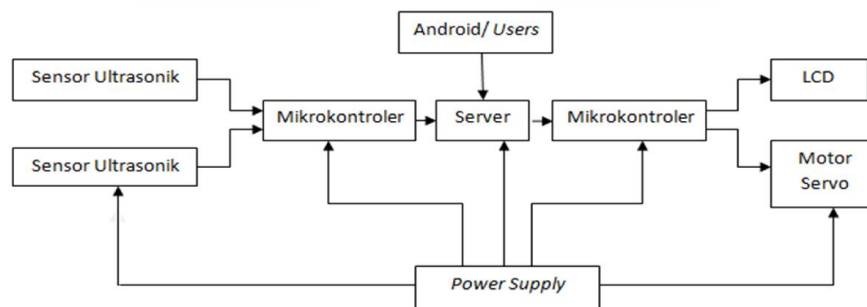 Android/ Users
Sensor Ultrasonik
LCD
Mikrokontroler
Server
Mikrokontroler
Sensor Ultrasonik
Motor
Servo
Power Supply